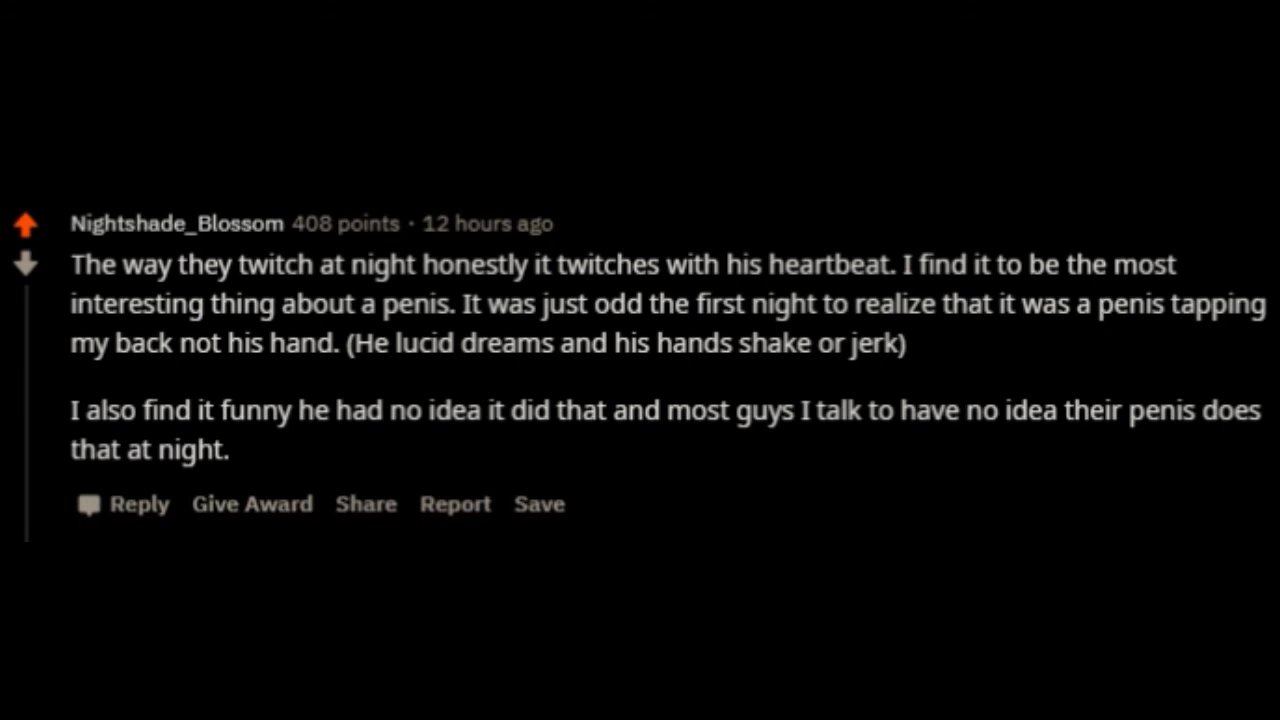 Nightshade_Blossom 408 points · 12 hours ago
The way they twitch at night honestly it twitches with his heartbeat. I find it to be the most
interesting thing about a penis. It was just odd the first night to realize that it was a penis tapping
my back not his hand. (He lucid dreams and his hands shake or jerk)
I also find it funny he had no idea it did that and most guys I talk to have no idea their penis does
that at night.
Reply Give Award Share Report Save